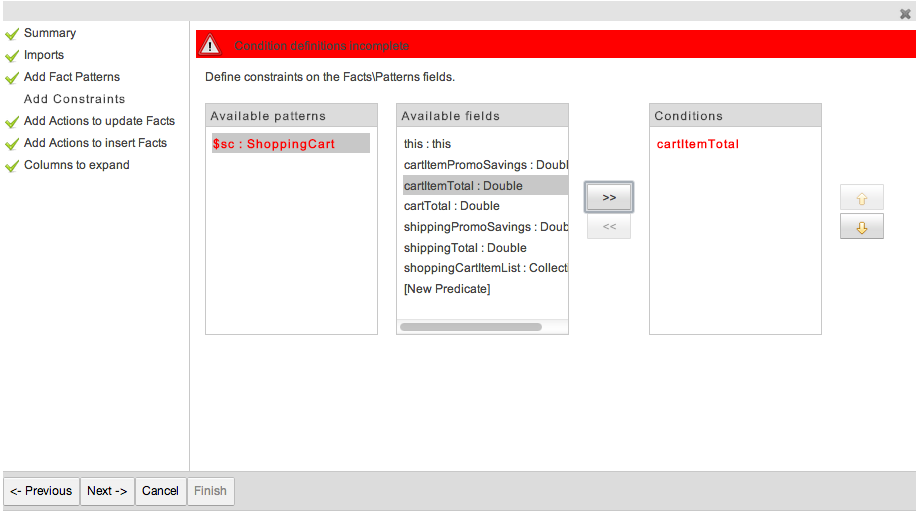 Summary
Imports
Add Fact Patterns
Add Constraints
Add Actions to update Facts
Add Actions to insert Facts
Columns to expand
Condition definitions incomplete
Define constraints on the Facts\Patterns fields.
Available patterns
$sc : ShoppingCart
Available fields
this : this
cartItemPromoSavings : Doubl
cartItemTotal : Double
cartTotal : Double
shippingPromoSavings : Doub
shippingTotal : Double
shoppingCartItemList : Collecti
[New Predicate]
>>
<<
Conditions
cartItemTotal
<- Previous
Next ->
Cancel
Finish